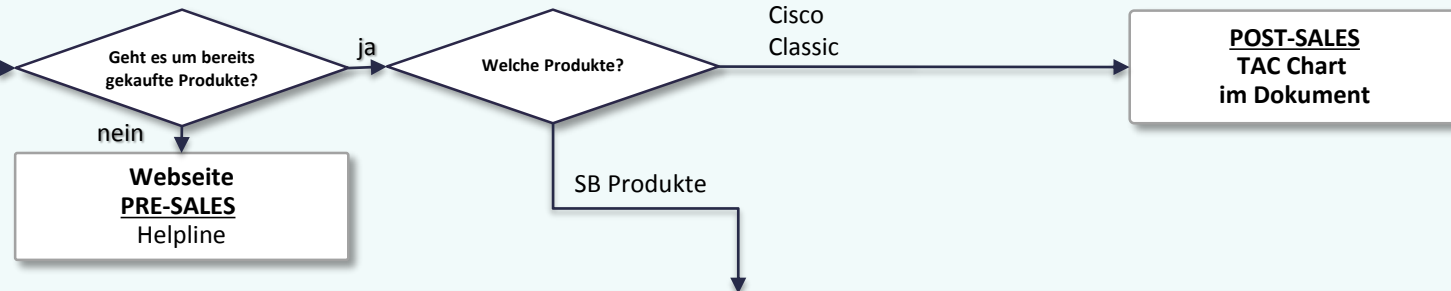 Geht es um bereits
gekaufte Produkte?
ja
nein
Webseite
PRE-SALES
Helpline
Welche Produkte?
Cisco
Classic
SB Produkte
POST-SALES
TAC Chart
im Dokument